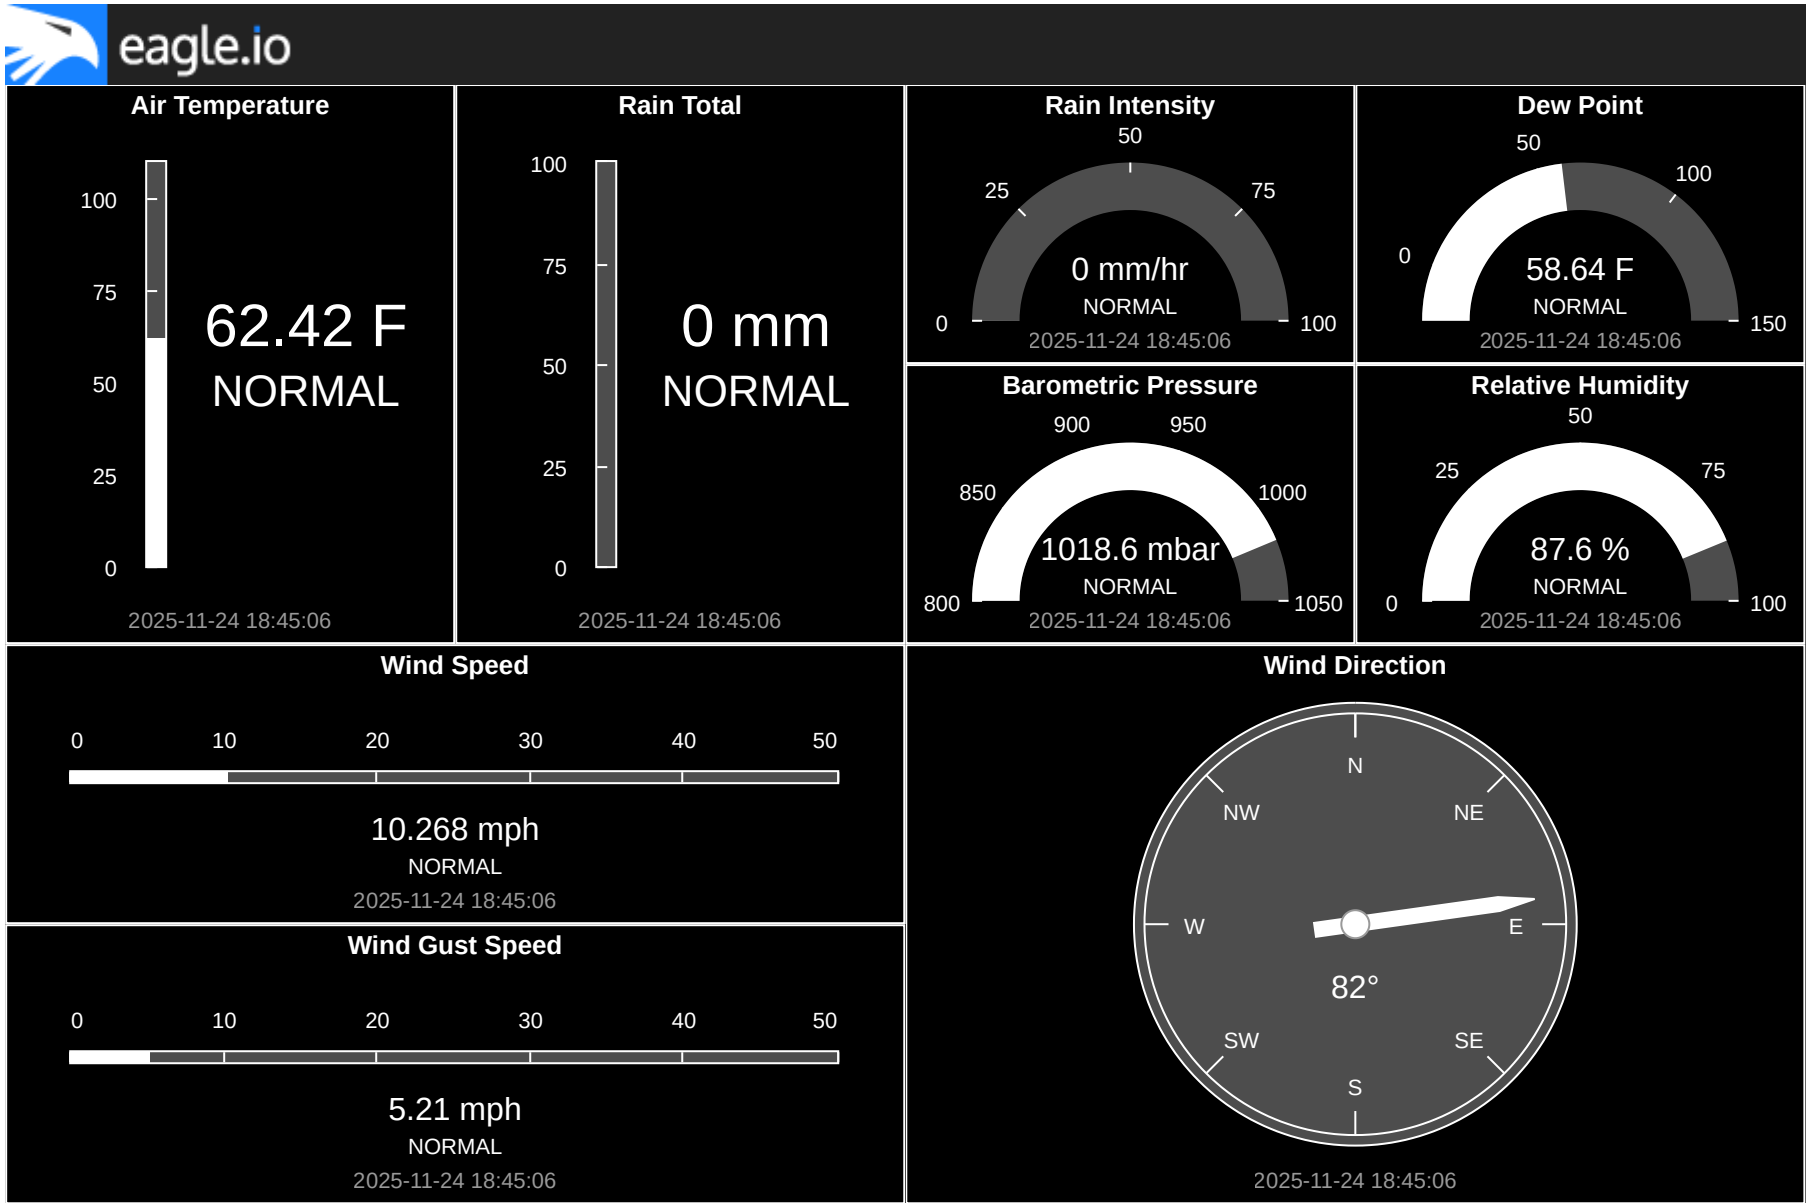 eagle.io
Air Temperature
100
75
50
25
0
62.42 F
NORMAL
2025-11-24 18:45:06
Rain Total
100
75
50
25
0
0 mm
NORMAL
2025-11-24 18:45:06
Rain Intensity
50
25
75
0
100
0 mm/hr
NORMAL
2025-11-24 18:45:06
Dew Point
50
100
0
150
58.64 F
NORMAL
2025-11-24 18:45:06
Barometric Pressure
900
950
850
1000
800
1050
1018.6 mbar
NORMAL
2025-11-24 18:45:06
Relative Humidity
50
25
75
0
100
87.6 %
NORMAL
2025-11-24 18:45:06
Wind Speed
0 10 20 30 40 50
10.268 mph
NORMAL
2025-11-24 18:45:06
Wind Gust Speed
0 10 20 30 40 50
5.21 mph
NORMAL
2025-11-24 18:45:06
Wind Direction
N
NW NE
W E
82°
SW SE
S
2025-11-24 18:45:06